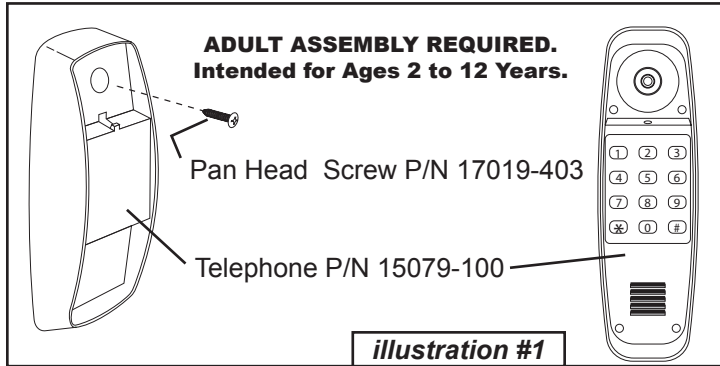 ADULT ASSEMBLY REQUIRED.
Intended for Ages 2 to 12 Years.
Pan Head Screw P/N 17019-403
Telephone P/N 15079-100
1 2 3
4 5 6
7 8 9
* 0 #
illustration #1